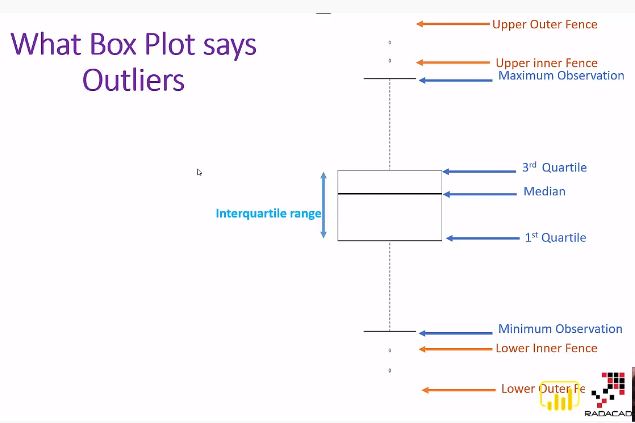 What Box Plot says
Outliers
Upper Outer Fence
Upper inner Fence
Maximum Observation
3rd Quartile
Median
Interquartile range
1st Quartile
Minimum Observation
Lower Inner Fence
Lower Outer Fe
RADACAD